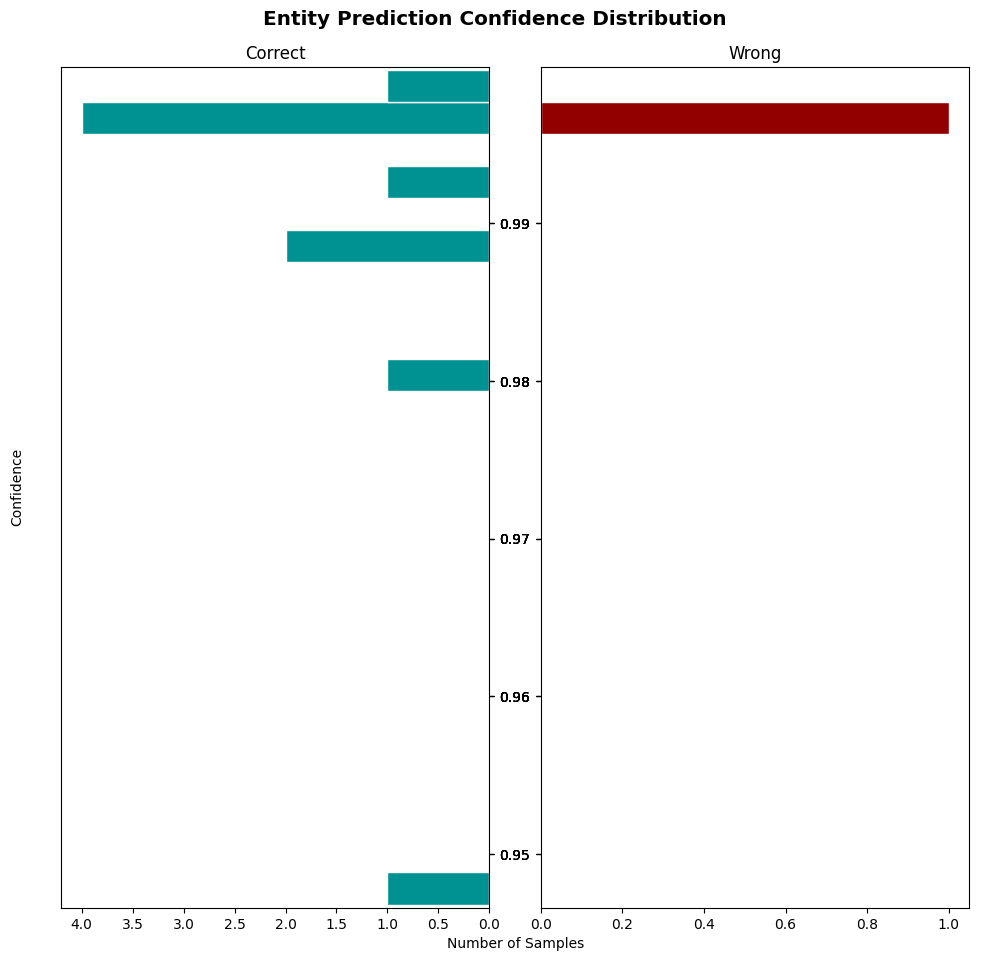 Entity Prediction Confidence Distribution
Correct
Wrong
Confidence
0.99
0.98
0.97
0.96
0.95
4.0 3.5 3.0 2.5 2.0 1.5 1.0 0.5 0.0
0.0 0.2 0.4 0.6 0.8 1.0
Number of Samples